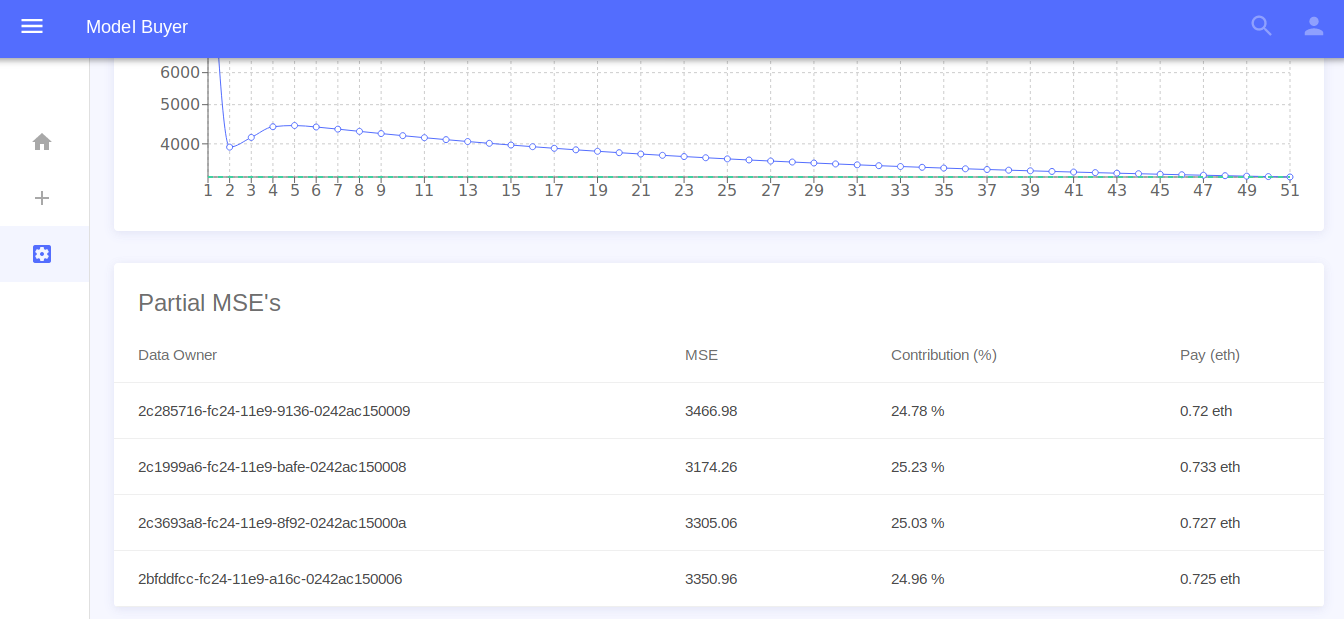 Model Buyer
6000
5000
4000
1 2 3 4 5 6 7 8 9 11 13 15 17 19 21 23 25 27 29 31 33 35 37 39 41 43 45 47 49 51
Partial MSE's
Data Owner MSE Contribution (%) Pay (eth)
2c285716-fc24-11e9-9136-0242ac150009 3466.98 24.78 % 0.72 eth
2c1999a6-fc24-11e9-bafe-0242ac150008 3174.26 25.23 % 0.733 eth
2c3693a8-fc24-11e9-8f92-0242ac15000a 3305.06 25.03 % 0.727 eth
2bfddfcc-fc24-11e9-a16c-0242ac150006 3350.96 24.96 % 0.725 eth